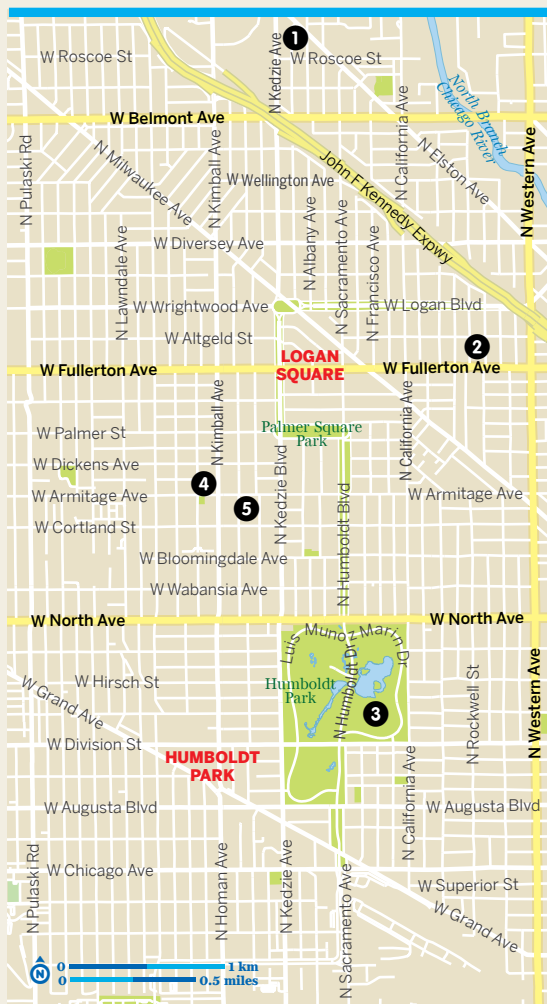 1
N Kedzie Ave
W Roscoe St
W Roscoe St
North Branch
Chicago River
W Belmont Ave
N California Ave
N Elston Ave
N Pulaski Rd
N Milwaukee Ave
N Kimball Ave
John F Kennedy Expwy
N Western Ave
W Wellington Ave
N Albany Ave
N Sacramento Ave
N Francisco Ave
W Diversey Ave
N Lawndale Ave
W Wrightwood Ave
W Logan Blvd
W Altgeld St
2
LOGAN
SQUARE
W Fullerton Ave
W Fullerton Ave
N Kimball Ave
N California Ave
W Palmer St
Palmer Square
Park
W Dickens Ave
N Kedzie Blvd
4
W Armitage Ave
W Armitage Ave
5
N Humboldt Blvd
W Cortland St
W Bloomingdale Ave
W Wabansia Ave
W North Ave
W North Ave
Luis Munoz Marin Dr
N Humboldt Dr
W Hirsch St
Humboldt
Park
N Rockwell St
N Western Ave
W Grand Ave
3
W Division St
HUMBOLDT
PARK
N California Ave
W Augusta Blvd
W Augusta Blvd
N Pulaski Rd
W Chicago Ave
N Homan Ave
N Kedzie Ave
N Sacramento Ave
W Superior St
W Grand Ave
N
0 1 km
0 0.5 miles